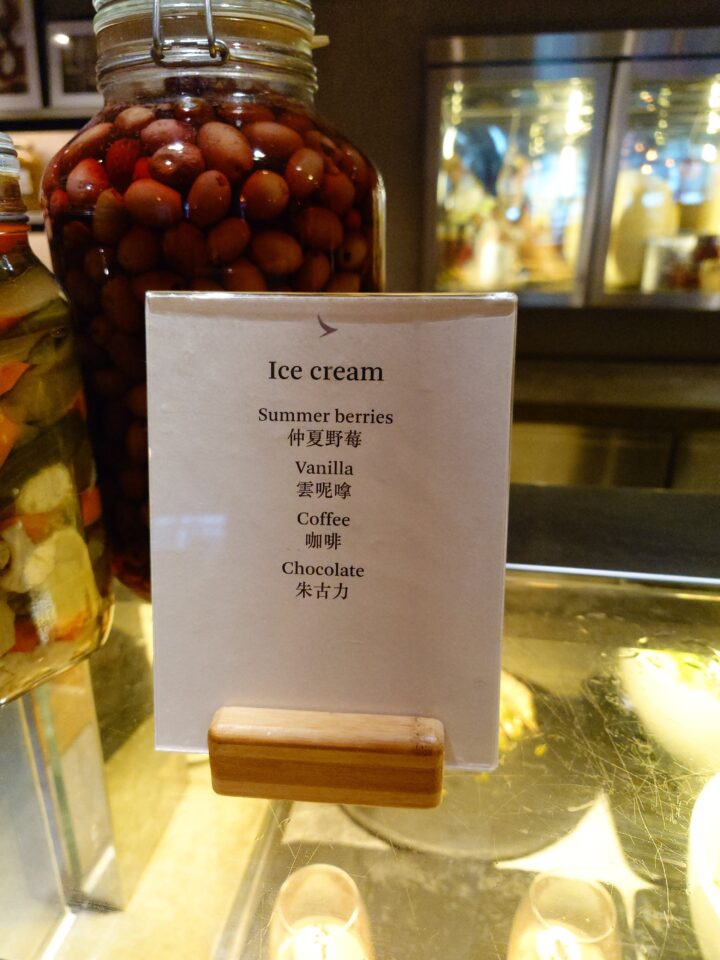 Ice cream
Summer berries
仲夏野莓
Vanilla
雲呢嗱
Coffee
咖啡
Chocolate
朱古力